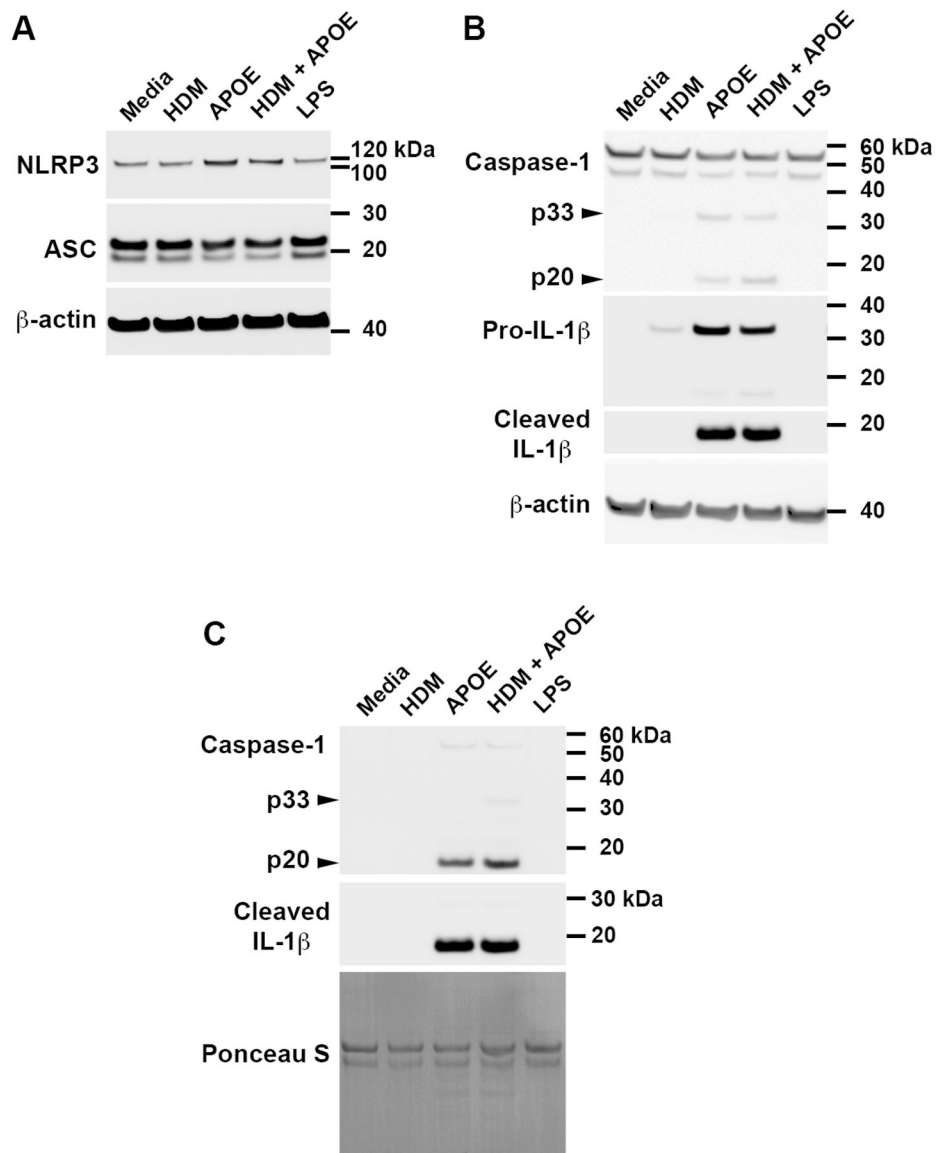 A
Media HDM APOE HDM + APOE LPS
NLRP3
120 kDa
100
ASC
30
20
β-actin
40
B
Media HDM APOE HDM + APOE LPS
Caspase-1
p33
p20
60 kDa
50
40
30
20
Pro-IL-1β
40
30
20
Cleaved
IL-1β
20
β-actin
40
C
Media HDM APOE HDM + APOE LPS
Caspase-1
p33
p20
60 kDa
50
40
30
20
Cleaved
IL-1β
30 kDa
20
Ponceau S